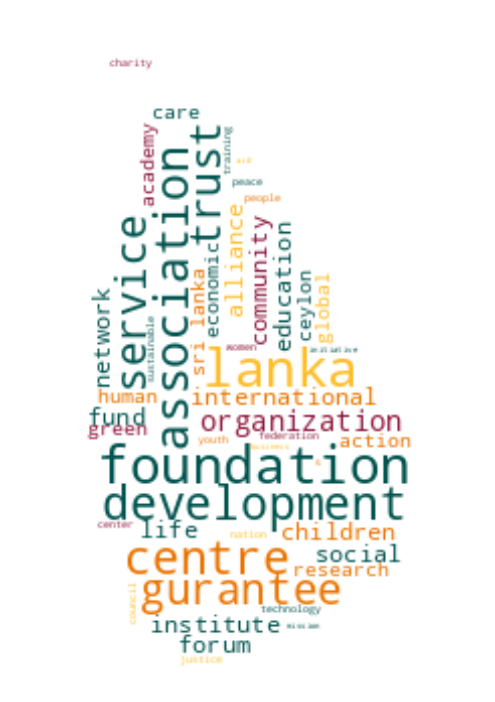 charity
care
academy
association
trust
training
aid
peace
people
service
economic
alliance
community
education
ceylon
global
network
sustainable
sri lanka
women
initiative
lanka
human
international
fund
green
organization
youth
federation
business
action
foundation
development
center
life
nation
children
centre
social
research
gurantee
council
technology
institute
mission
forum
justice